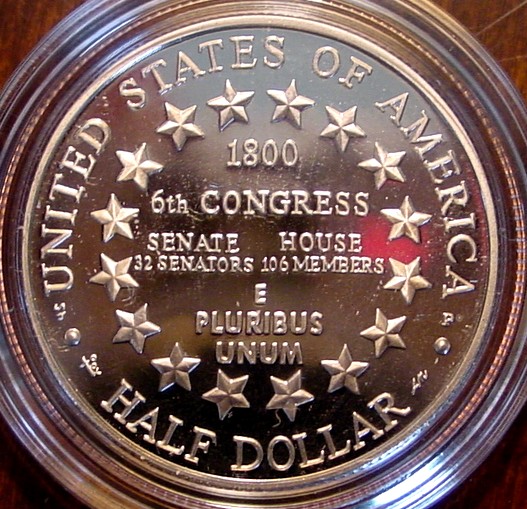 UNITED STATES OF AMERICA
1800
6th CONGRESS
SENATE HOUSE
32 SENATORS 106 MEMBERS
E
PLURIBUS
UNUM
HALF DOLLAR